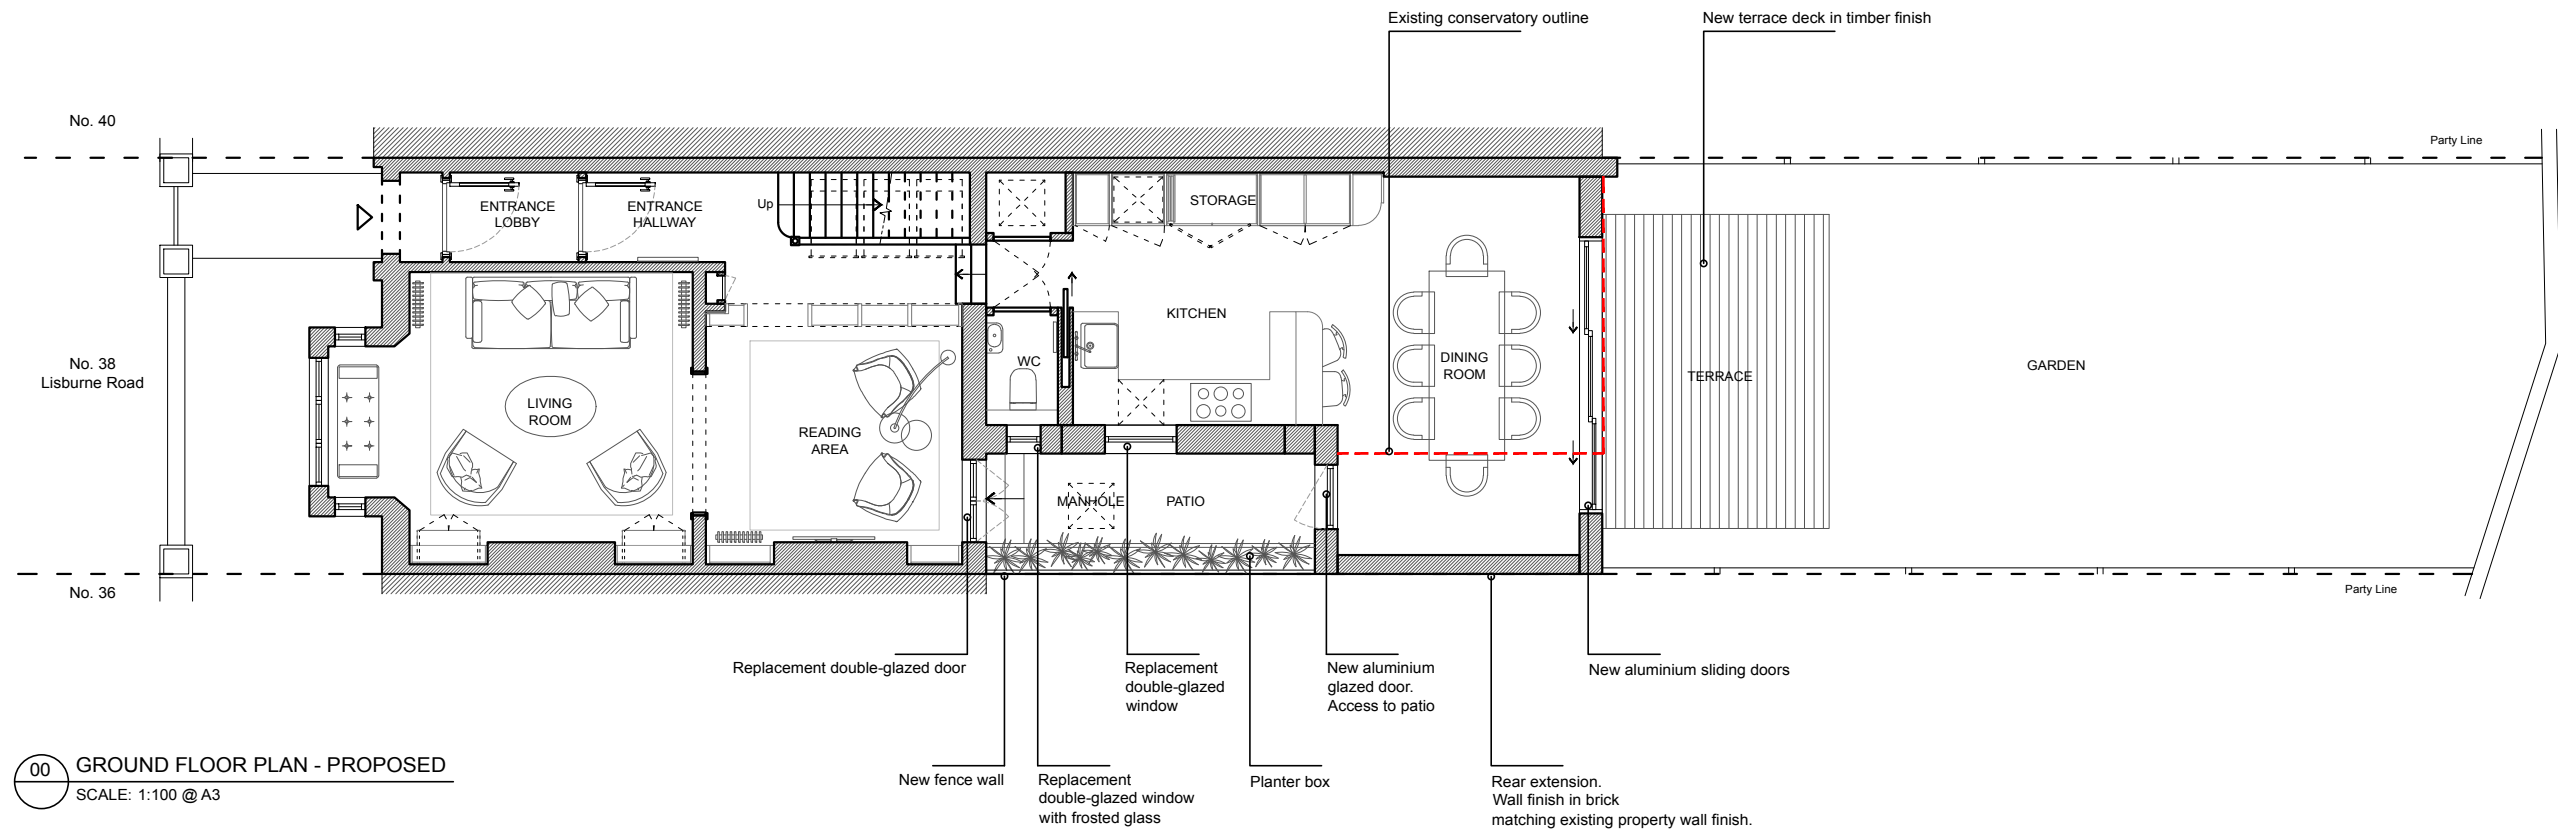 Existing conservatory outline
New terrace deck in timber finish
No. 40
Party Line
ENTRANCE
LOBBY
ENTRANCE
HALLWAY
Up
STORAGE
KITCHEN
No. 38
Lisburne Road
LIVING
ROOM
READING
AREA
WC
DINING
ROOM
TERRACE
GARDEN
MANHOLE
PATIO
No. 36
Party Line
Replacement double-glazed door
Replacement
double-glazed
window
New aluminium
glazed door.
Access to patio
New aluminium sliding doors
New fence wall
Replacement
double-glazed window
with frosted glass
Planter box
Rear extension.
Wall finish in brick
matching existing property wall finish.
00
GROUND FLOOR PLAN - PROPOSED
SCALE: 1:100 @ A3